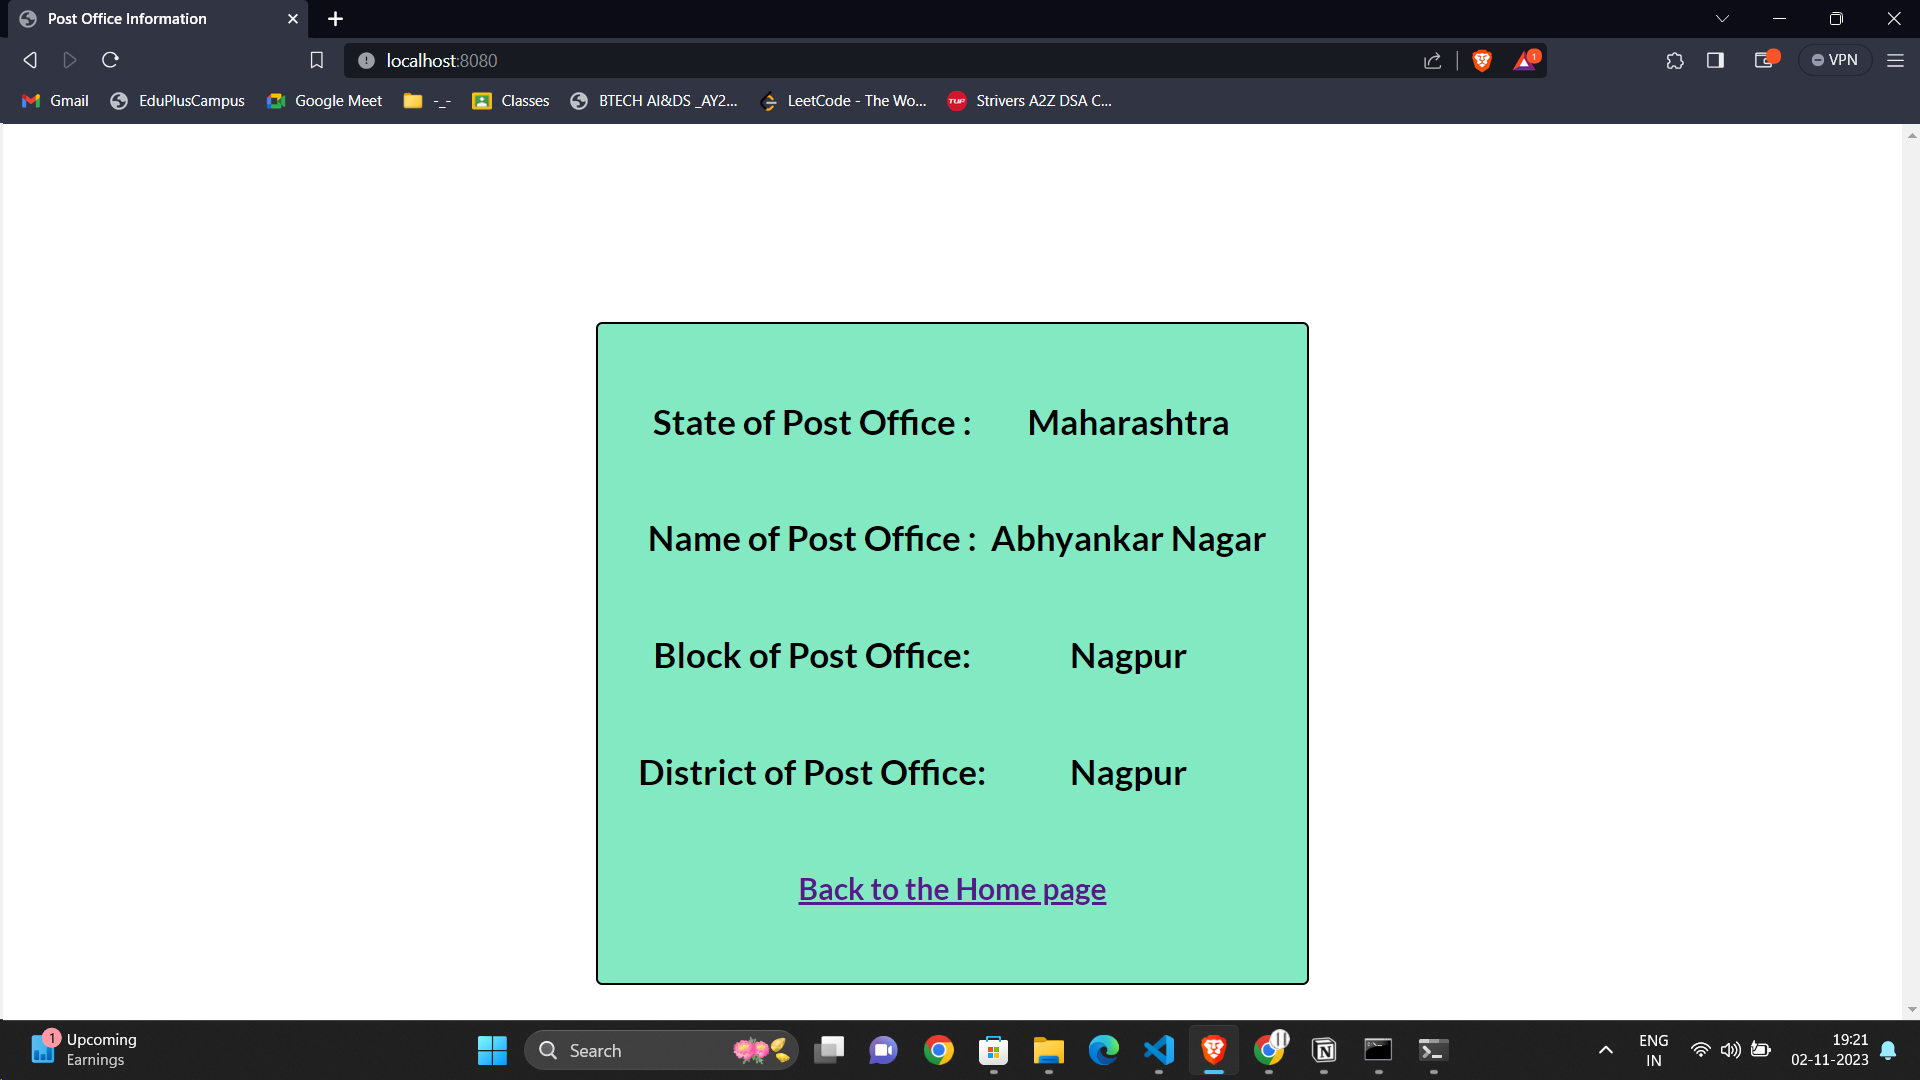 Post Office Information
localhost:8080
1
VPN
Gmail EduPlusCampus Google Meet -_- Classes BTECH AI&DS _AY2... LeetCode - The Wo... TUF Strivers A2Z DSA C...
State of Post Office : Maharashtra
Name of Post Office : Abhyankar Nagar
Block of Post Office: Nagpur
District of Post Office: Nagpur
Back to the Home page
1
Upcoming
Earnings
Search
ENG
IN
19:21
02-11-2023